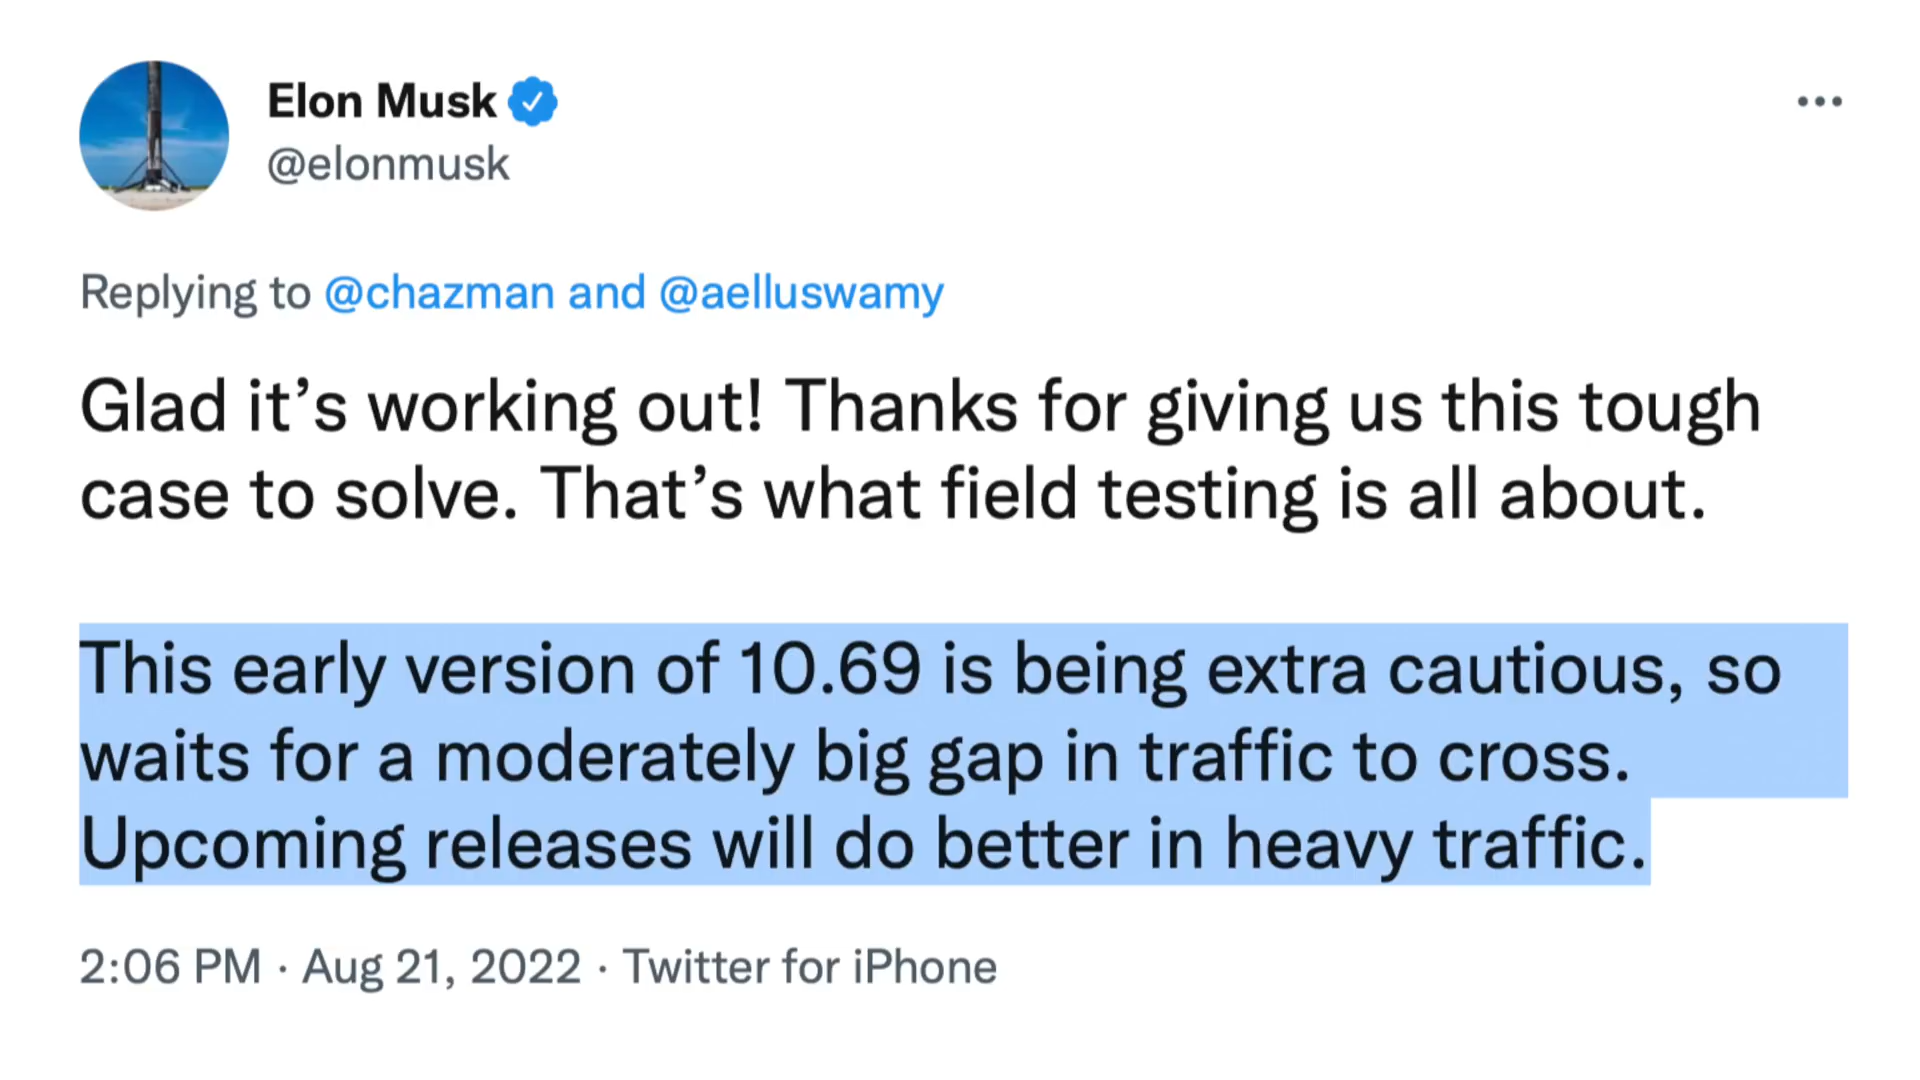 Elon Musk
@elonmusk
Replying to @chazman and @aelluswamy
Glad it’s working out! Thanks for giving us this tough
case to solve. That’s what field testing is all about.
This early version of 10.69 is being extra cautious, so
waits for a moderately big gap in traffic to cross.
Upcoming releases will do better in heavy traffic.
2:06 PM · Aug 21, 2022 · Twitter for iPhone